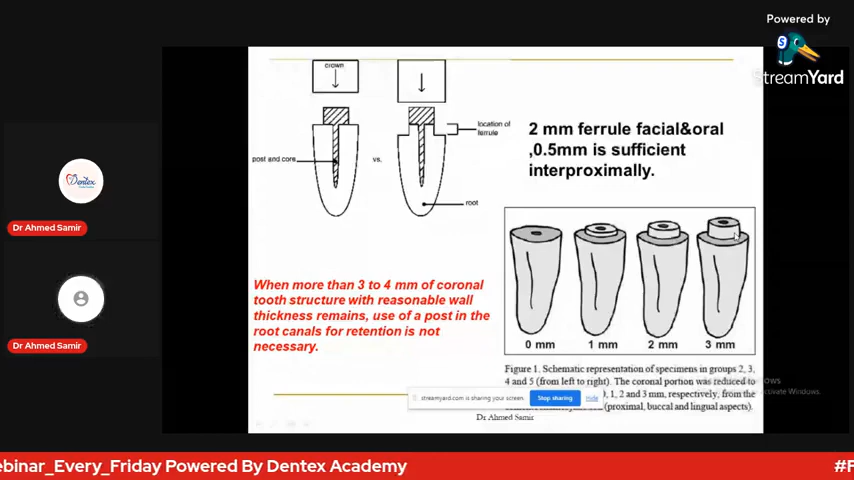 Powered by
S
StreamYard
Dentex
Dr Ahmed Samir
Dr Ahmed Samir
crown
location of
ferrule
post and core
vs.
root
2 mm ferrule facial&oral
,0.5mm is sufficient
interproximally.
When more than 3 to 4 mm of coronal
tooth structure with reasonable wall
thickness remains, use of a post in the
root canals for retention is not
necessary.
0 mm
1 mm
2 mm
3 mm
Figure 1. Schematic representation of specimens in groups 2, 3,
4 and 5 (from left to right). The coronal portion was reduced to
), 1, 2 and 3 mm, respectively, from the
(proximal, buccal and lingual aspects).
streamyard.com is sharing your screen.
Stop sharing
Hide
Dr Ahmed Samir
ebinar_Every_Friday Powered By Dentex Academy
#F